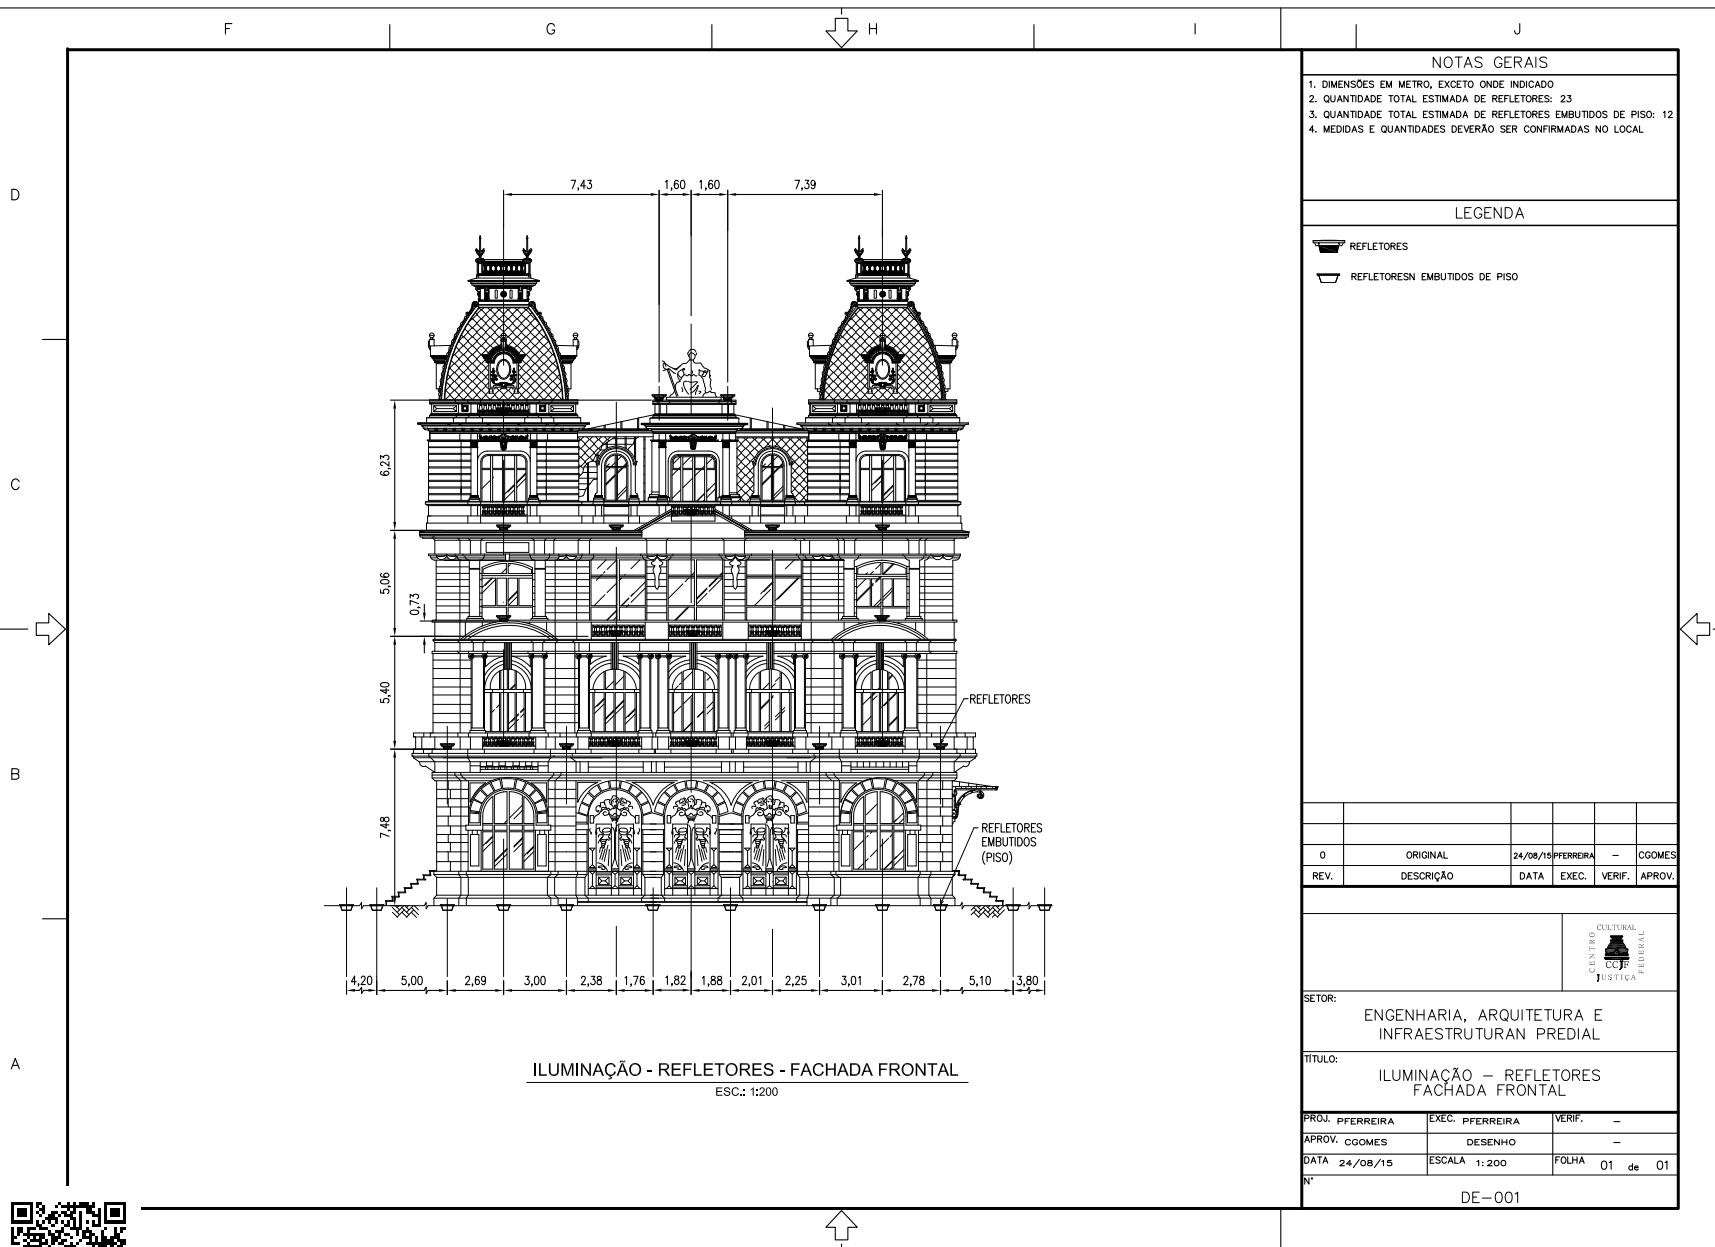 F G H I J
NOTAS GERAIS
1. DIMENSÕES EM METRO, EXCETO ONDE INDICADO
2. QUANTIDADE TOTAL ESTIMADA DE REFLETORES: 23
3. QUANTIDADE TOTAL ESTIMADA DE REFLETORES EMBUTIDOS DE PISO: 12
4. MEDIDAS E QUANTIDADES DEVERÃO SER CONFIRMADAS NO LOCAL
LEGENDA
REFLETORES
REFLETORESN EMBUTIDOS DE PISO
D
C
B
A
7,43 1,60 1,60 7,39
6,23
5,06
0,73
5,40
7,48
REFLETORES
REFLETORES
EMBUTIDOS
(PISO)
4,20 5,00 2,69 3,00 2,38 1,76 1,82 1,88 2,01 2,25 3,01 2,78 5,10 3,80
ILUMINAÇÃO - REFLETORES - FACHADA FRONTAL
ESC.: 1:200
0 ORIGINAL 24/08/15 PFERREIRA – CGOMES
REV. DESCRIÇÃO DATA EXEC. VERIF. APROV.
CENTRO CULTURAL FEDERAL
CCJF
JUSTIÇA
SETOR:
ENGENHARIA, ARQUITETURA E
INFRAESTRUTURAN PREDIAL
TÍTULO:
ILUMINAÇÃO – REFLETORES
FACHADA FRONTAL
PROJ. PFERREIRA EXEC. PFERREIRA VERIF. –
APROV. CGOMES DESENHO –
DATA 24/08/15 ESCALA 1:200 FOLHA 01 de 01
N°
DE-001